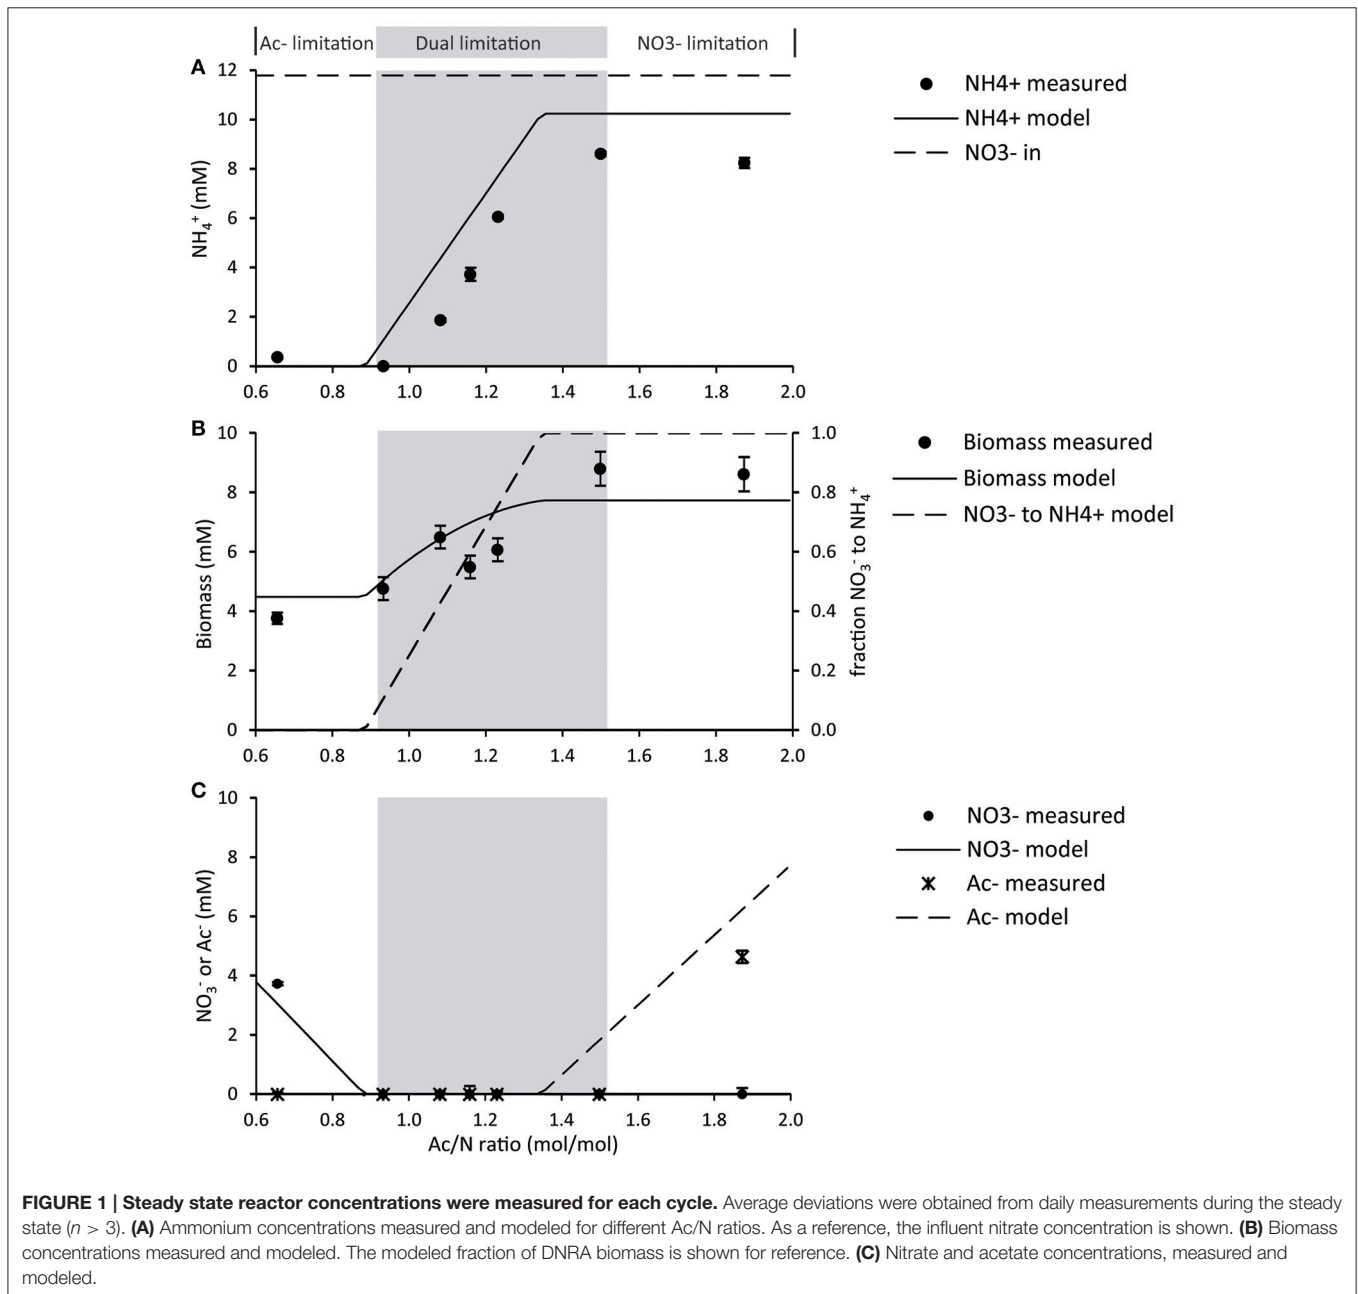 Ac- limitation Dual limitation NO3- limitation
A
12
10
8
6
4
2
0
NH₄⁺ (mM)
0.6 0.8 1.0 1.2 1.4 1.6 1.8 2.0
NH4+ measured
NH4+ model
NO3- in
B
10
8
6
4
2
0
Biomass (mM)
1.0
0.8
0.6
0.4
0.2
0.0
fraction NO₃⁻ to NH₄⁺
0.6 0.8 1.0 1.2 1.4 1.6 1.8 2.0
Biomass measured
Biomass model
NO3- to NH4+ model
C
10
8
6
4
2
0
NO₃⁻ or Ac⁻ (mM)
0.6 0.8 1.0 1.2 1.4 1.6 1.8 2.0
Ac/N ratio (mol/mol)
NO3- measured
NO3- model
Ac- measured
Ac- model
FIGURE 1 | Steady state reactor concentrations were measured for each cycle. Average deviations were obtained from daily measurements during the steady
state (n > 3). (A) Ammonium concentrations measured and modeled for different Ac/N ratios. As a reference, the influent nitrate concentration is shown. (B) Biomass
concentrations measured and modeled. The modeled fraction of DNRA biomass is shown for reference. (C) Nitrate and acetate concentrations, measured and
modeled.